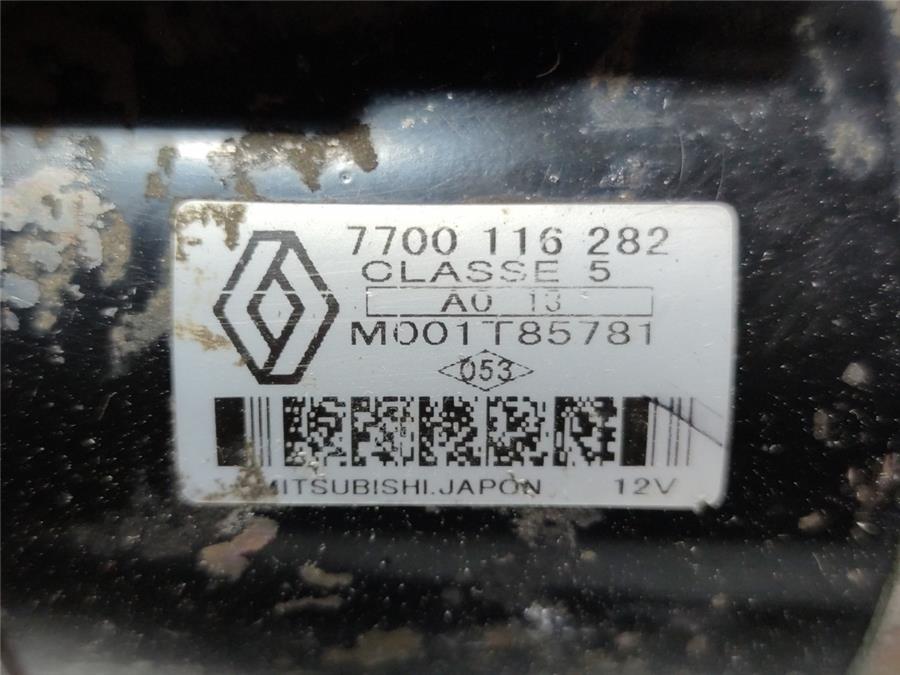 7700 116 282
CLASSE 5
A0 13
M001T85781
053
MITSUBISHI.JAPON 12V